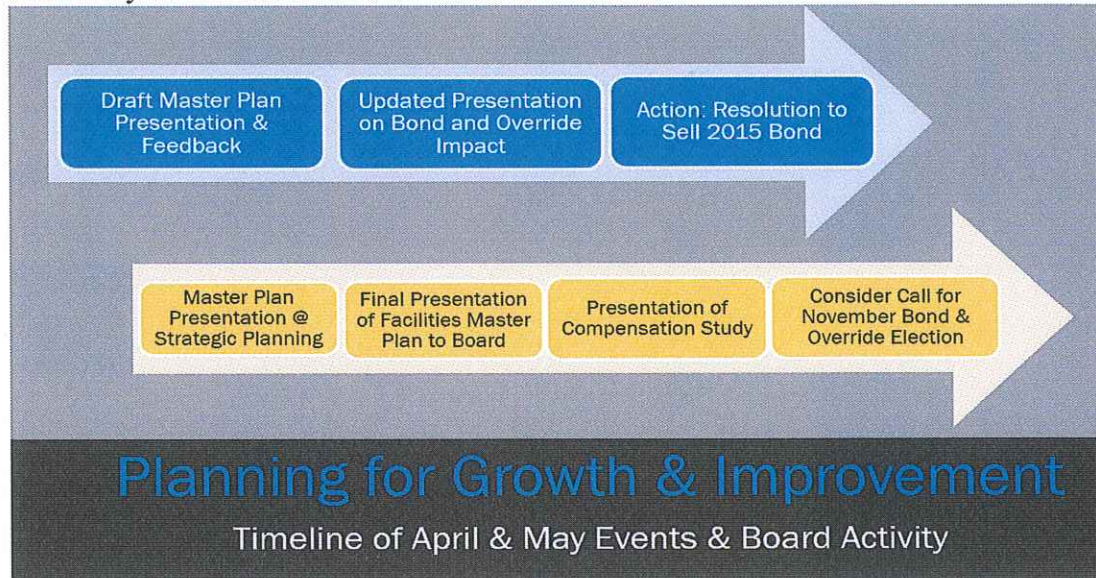 Draft Master Plan
Presentation &
Feedback
Updated Presentation
on Bond and Override
Impact
Action: Resolution to
Sell 2015 Bond
Master Plan
Presentation @
Strategic Planning
Final Presentation
of Facilities Master
Plan to Board
Presentation of
Compensation Study
Consider Call for
November Bond &
Override Election
Planning for Growth & Improvement
Timeline of April & May Events & Board Activity